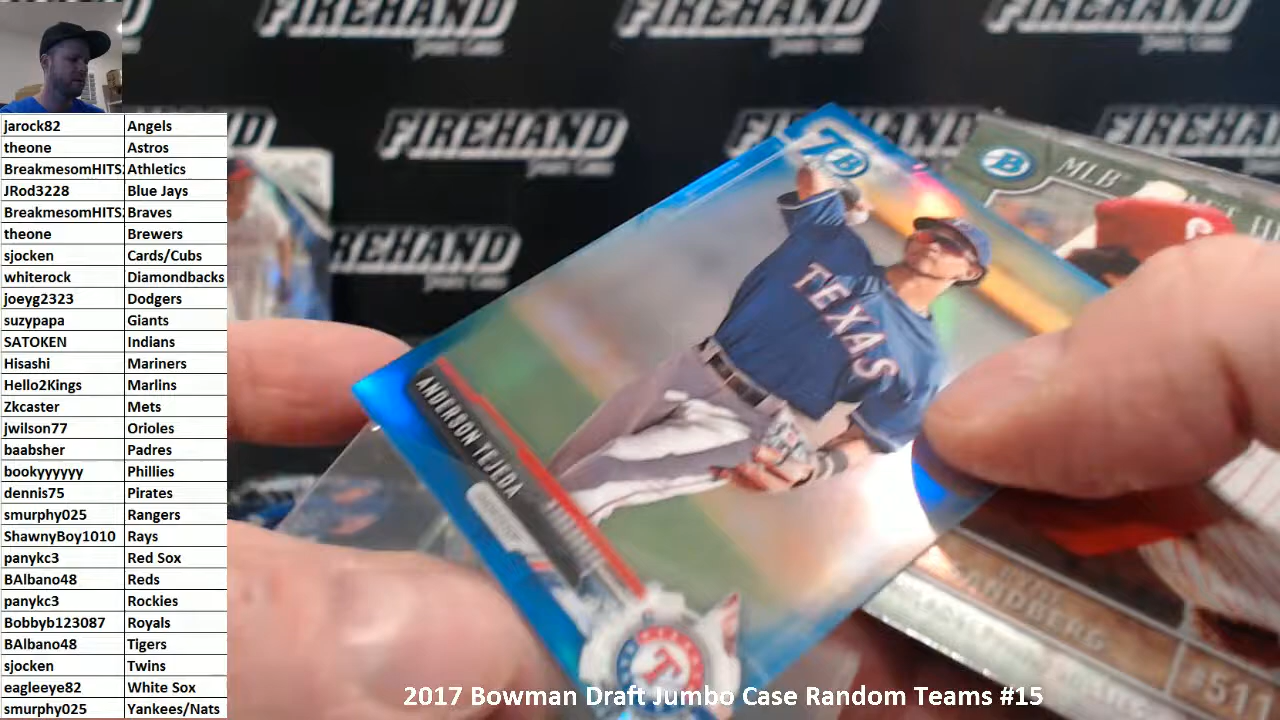 FIREHAND
FIREHAND
FIREHAND
FIREHAND
FIREHAND
FIREHAND
FIREHAND
jarock82 Angels
theone Astros
BreakmesomHITS Athletics
JRod3228 Blue Jays
BreakmesomHITS Braves
theone Brewers
sjocken Cards/Cubs
whiterock Diamondbacks
joeyg2323 Dodgers
suzypapa Giants
SATOKEN Indians
Hisashi Mariners
Hello2Kings Marlins
Zkcaster Mets
jwilson77 Orioles
baabsher Padres
bookyyyyyy Phillies
dennis75 Pirates
smurphy025 Rangers
ShawnyBoy1010 Rays
panykc3 Red Sox
BAlbano48 Reds
panykc3 Rockies
Bobbyb123087 Royals
BAlbano48 Tigers
sjocken Twins
eagleeye82 White Sox
smurphy025 Yankees/Nats
7 B
B
MLB
TEXAS
ANDERSON TEJEDA
T
SANDBERG
#511
2017 Bowman Draft Jumbo Case Random Teams #15